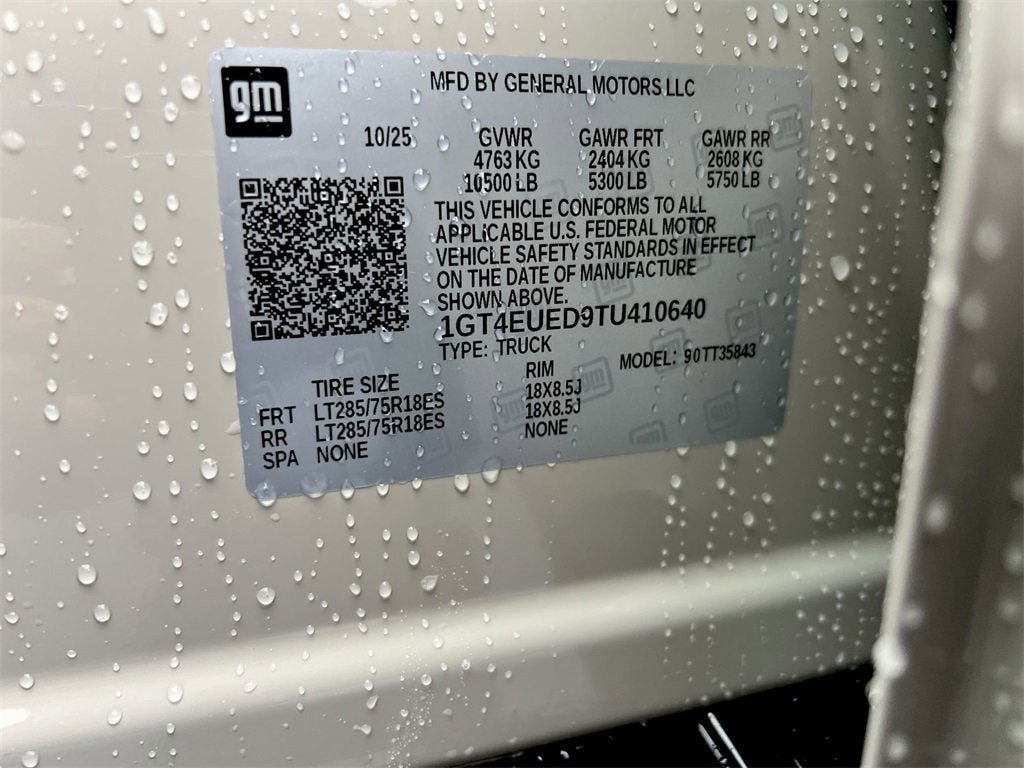 gm
MFD BY GENERAL MOTORS LLC
10/25 GVWR GAWR FRT GAWR RR
4763 KG 2404 KG 2608 KG
10500 LB 5300 LB 5750 LB
THIS VEHICLE CONFORMS TO ALL
APPLICABLE U.S. FEDERAL MOTOR
VEHICLE SAFETY STANDARDS IN EFFECT
ON THE DATE OF MANUFACTURE
SHOWN ABOVE.
1GT4EUED9TU410640
TYPE: TRUCK MODEL: 90TT35843
TIRE SIZE RIM
FRT LT285/75R18ES 18X8.5J
RR LT285/75R18ES 18X8.5J
SPA NONE NONE